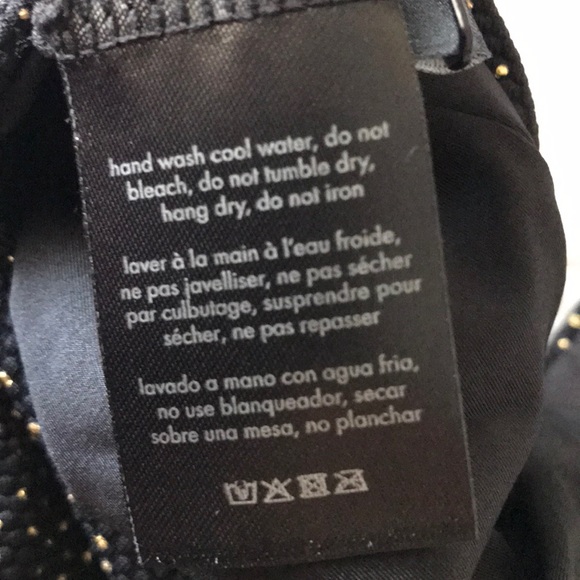 hand wash cool water, do not
bleach, do not tumble dry,
hang dry, do not iron
laver à la main à l'eau froide,
ne pas javelliser, ne pas sécher
par culbutage, susprendre pour
sécher, ne pas repasser
lavado a mano con agua fria,
no use blanqueador, secar
sobre una mesa, no planchar